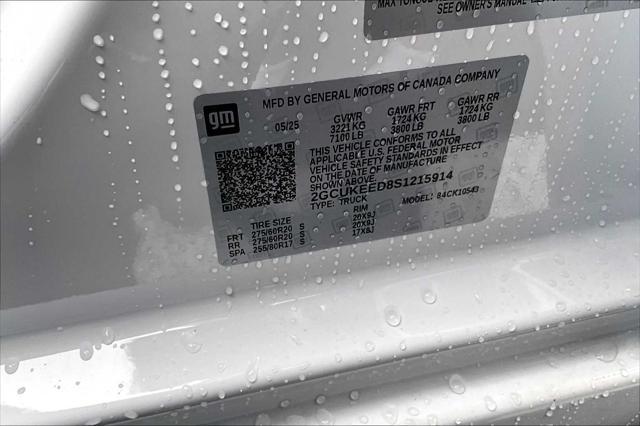 MAX TONGUE
SEE OWNER'S MANUAL
gm
MFD BY GENERAL MOTORS OF CANADA COMPANY
05/25 GVWR GAWR FRT GAWR RR
3221 KG 1724 KG 1724 KG
7100 LB 3800 LB 3800 LB
THIS VEHICLE CONFORMS TO ALL
APPLICABLE U.S. FEDERAL MOTOR
VEHICLE SAFETY STANDARDS IN EFFECT
ON THE DATE OF MANUFACTURE
SHOWN ABOVE.
2GCUKEED8S1215914
TYPE: TRUCK MODEL: 84CK10543
TIRE SIZE RIM
FRT 275/60R20 S 20X9J
RR 275/60R20 S 20X9J
SPA 255/80R17 S 17X8J